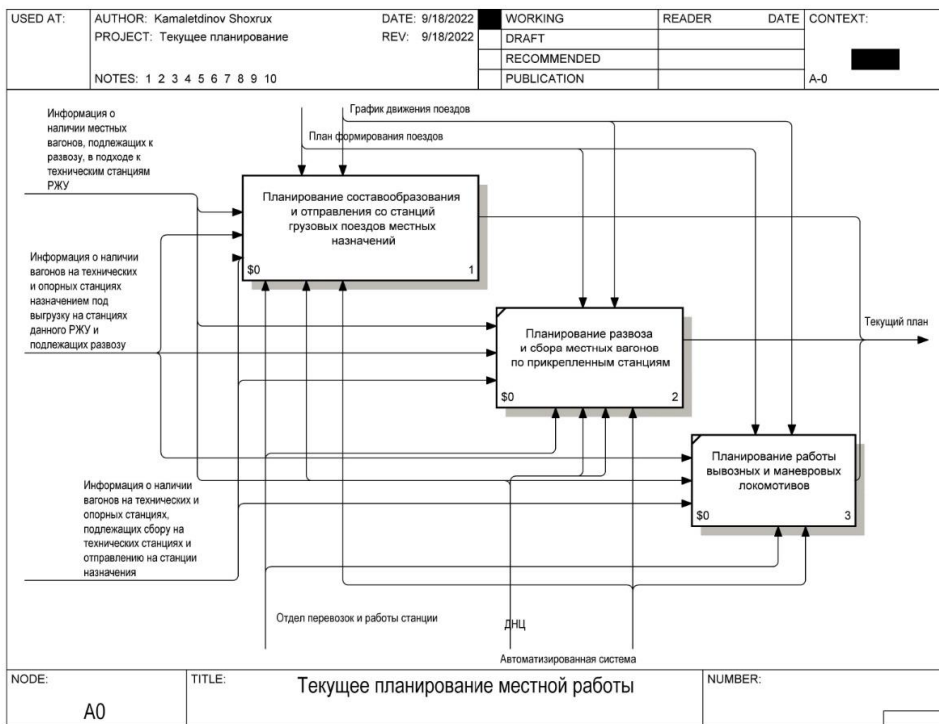 USED AT:
AUTHOR: Kamaletdinov Shoxrux
DATE: 9/18/2022
PROJECT: Текущее планирование
REV: 9/18/2022
NOTES: 1 2 3 4 5 6 7 8 9 10
WORKING
DRAFT
RECOMMENDED
PUBLICATION
READER
DATE
CONTEXT:
A-0
График движения поездов
План формирования поездов
Информация о
наличии местных
вагонов, подлежащих к
развозу, в подходе к
техническим станциям
РЖУ
Планирование составообразования
и отправления со станций
грузовых поездов местных
назначений
$0
1
Информация о наличии
вагонов на технических
и опорных станциях
назначением под
выгрузку на станциях
данного РЖУ и
подлежащих развозу
Планирование развоза
и сбора местных вагонов
по прикрепленным станциям
$0
2
Текущий план
Планирование работы
вывозных и маневровых
локомотивов
$0
3
Информация о наличии
вагонов на технических и
опорных станциях,
подлежащих сбору на
технических станциях и
отправлению на станции
назначения
Отдел перевозок и работы станции
ДНЦ
Автоматизированная система
NODE:
A0
TITLE:
Текущее планирование местной работы
NUMBER: